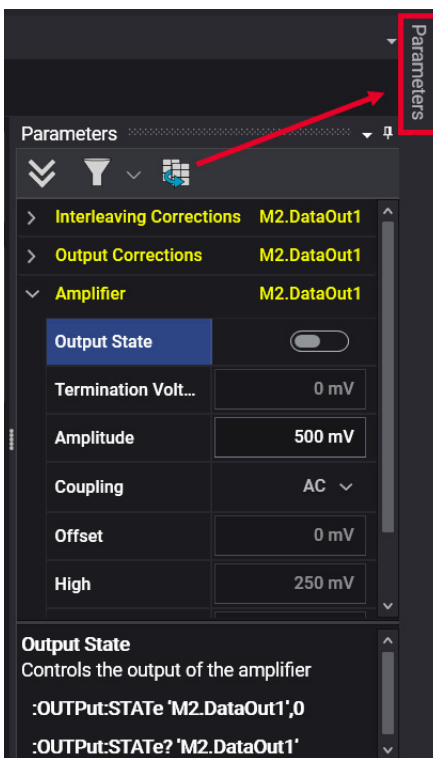 Parameters
Parameters
Interleaving Corrections M2.DataOut1
Output Corrections M2.DataOut1
Amplifier M2.DataOut1
Output State
Termination Volt... 0 mV
Amplitude 500 mV
Coupling AC
Offset 0 mV
High 250 mV
Output State
Controls the output of the amplifier
:OUTPut:STATe 'M2.DataOut1',0
:OUTPut:STATe? 'M2.DataOut1'